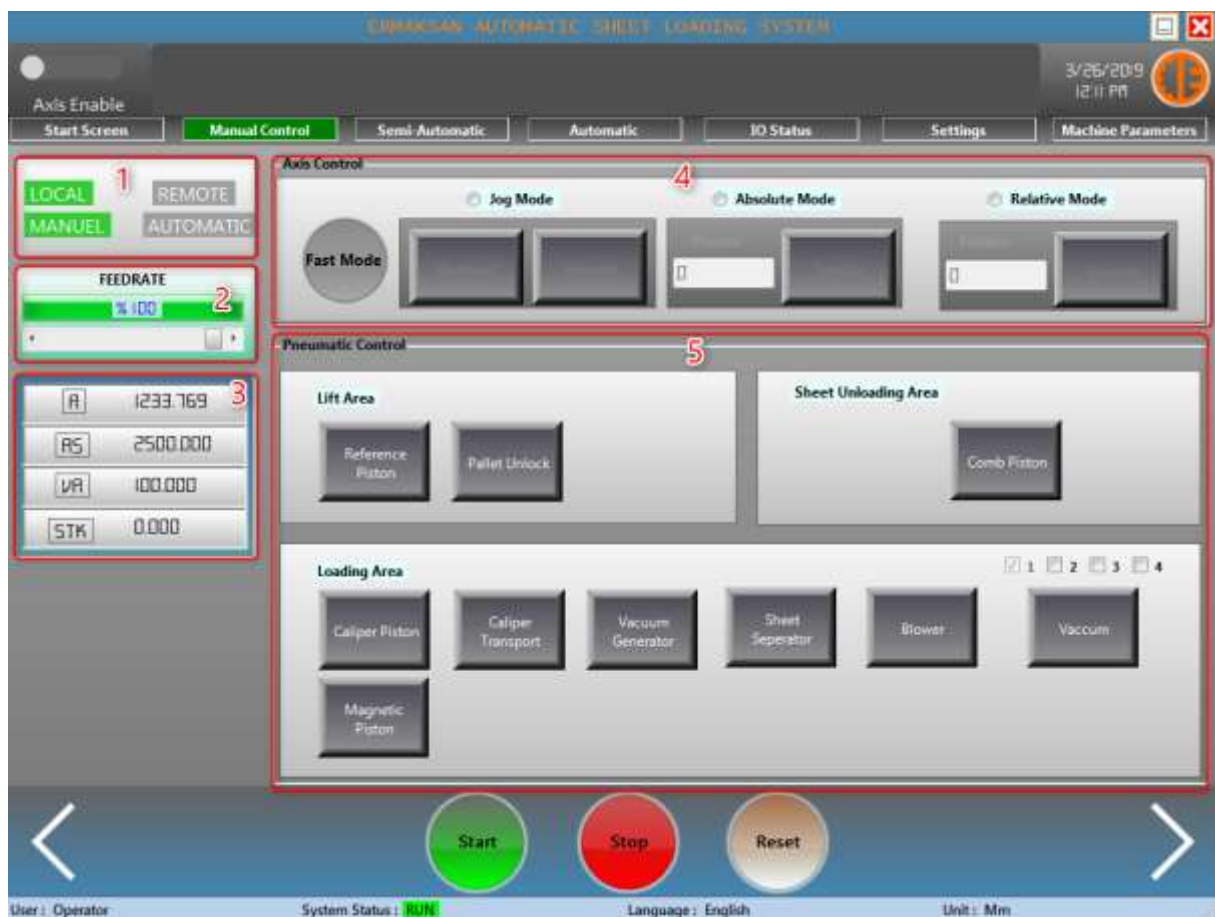 ERMAKSAN AUTOMATIC SHEET LOADING SYSTEM
3/26/2019
12:11 PM
Axis Enable
Start Screen
Manual Control
Semi-Automatic
Automatic
IO Status
Settings
Machine Parameters
1
LOCAL
REMOTE
MANUEL
AUTOMATIC
FEEDRATE
2
% 100
3
A 1233.769
AS 2500.000
VA 100.000
STK 0.000
Axis Control
4
Jog Mode
Absolute Mode
Relative Mode
Fast Mode
0
0
Pneumatic Control
5
Lift Area
Reference
Piston
Pallet Unlock
Sheet Unloading Area
Comb Piston
Loading Area
1 2 3 4
Caliper Piston
Caliper
Transport
Vacuum
Generator
Sheet
Seperator
Blower
Vaccum
Magnetic
Piston
Start
Stop
Reset
User : Operator
System Status : RUN
Language : English
Unit : Mm